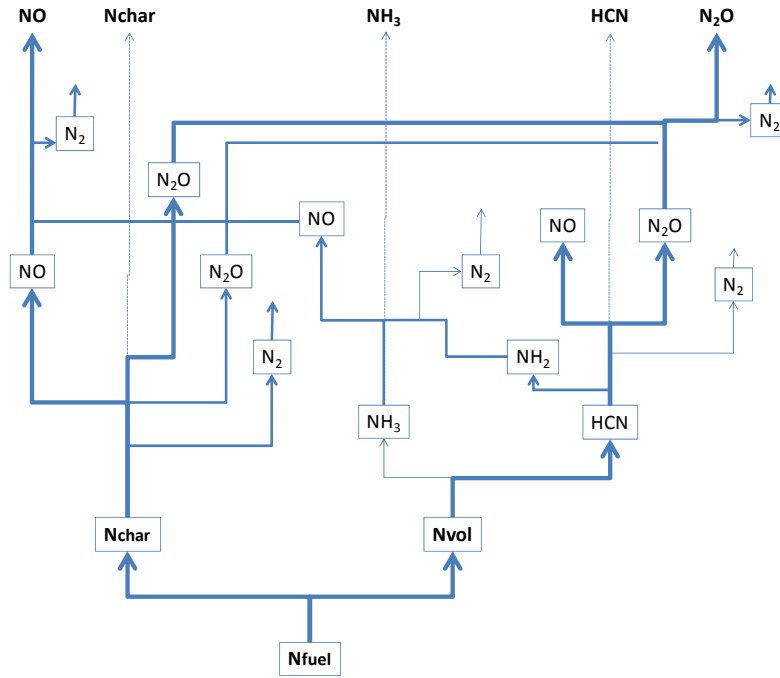 NO Nchar NH₃ HCN N₂O
N₂ N₂
N₂O
NO NO N₂O
NO N₂O N₂ N₂
N₂ NH₂
NH₃ HCN
Nchar Nvol
Nfuel